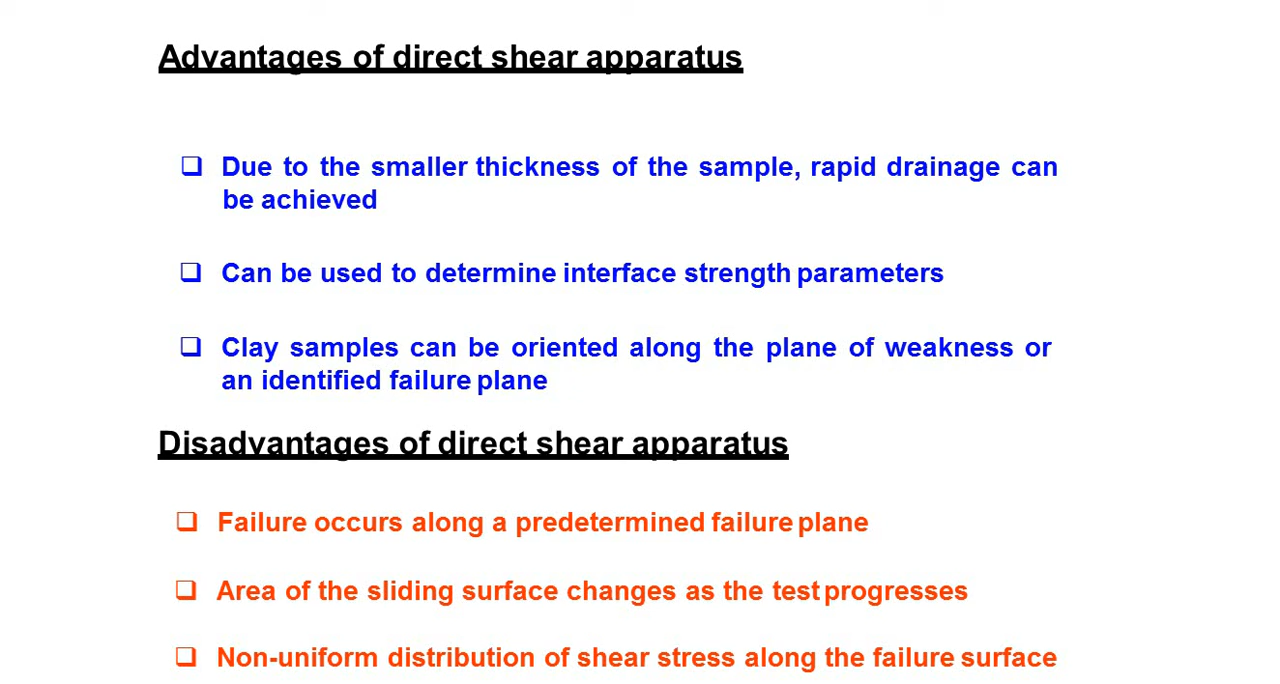 Advantages of direct shear apparatus
❑ Due to the smaller thickness of the sample, rapid drainage can
be achieved
❑ Can be used to determine interface strength parameters
❑ Clay samples can be oriented along the plane of weakness or
an identified failure plane
Disadvantages of direct shear apparatus
❑ Failure occurs along a predetermined failure plane
❑ Area of the sliding surface changes as the test progresses
❑ Non-uniform distribution of shear stress along the failure surface